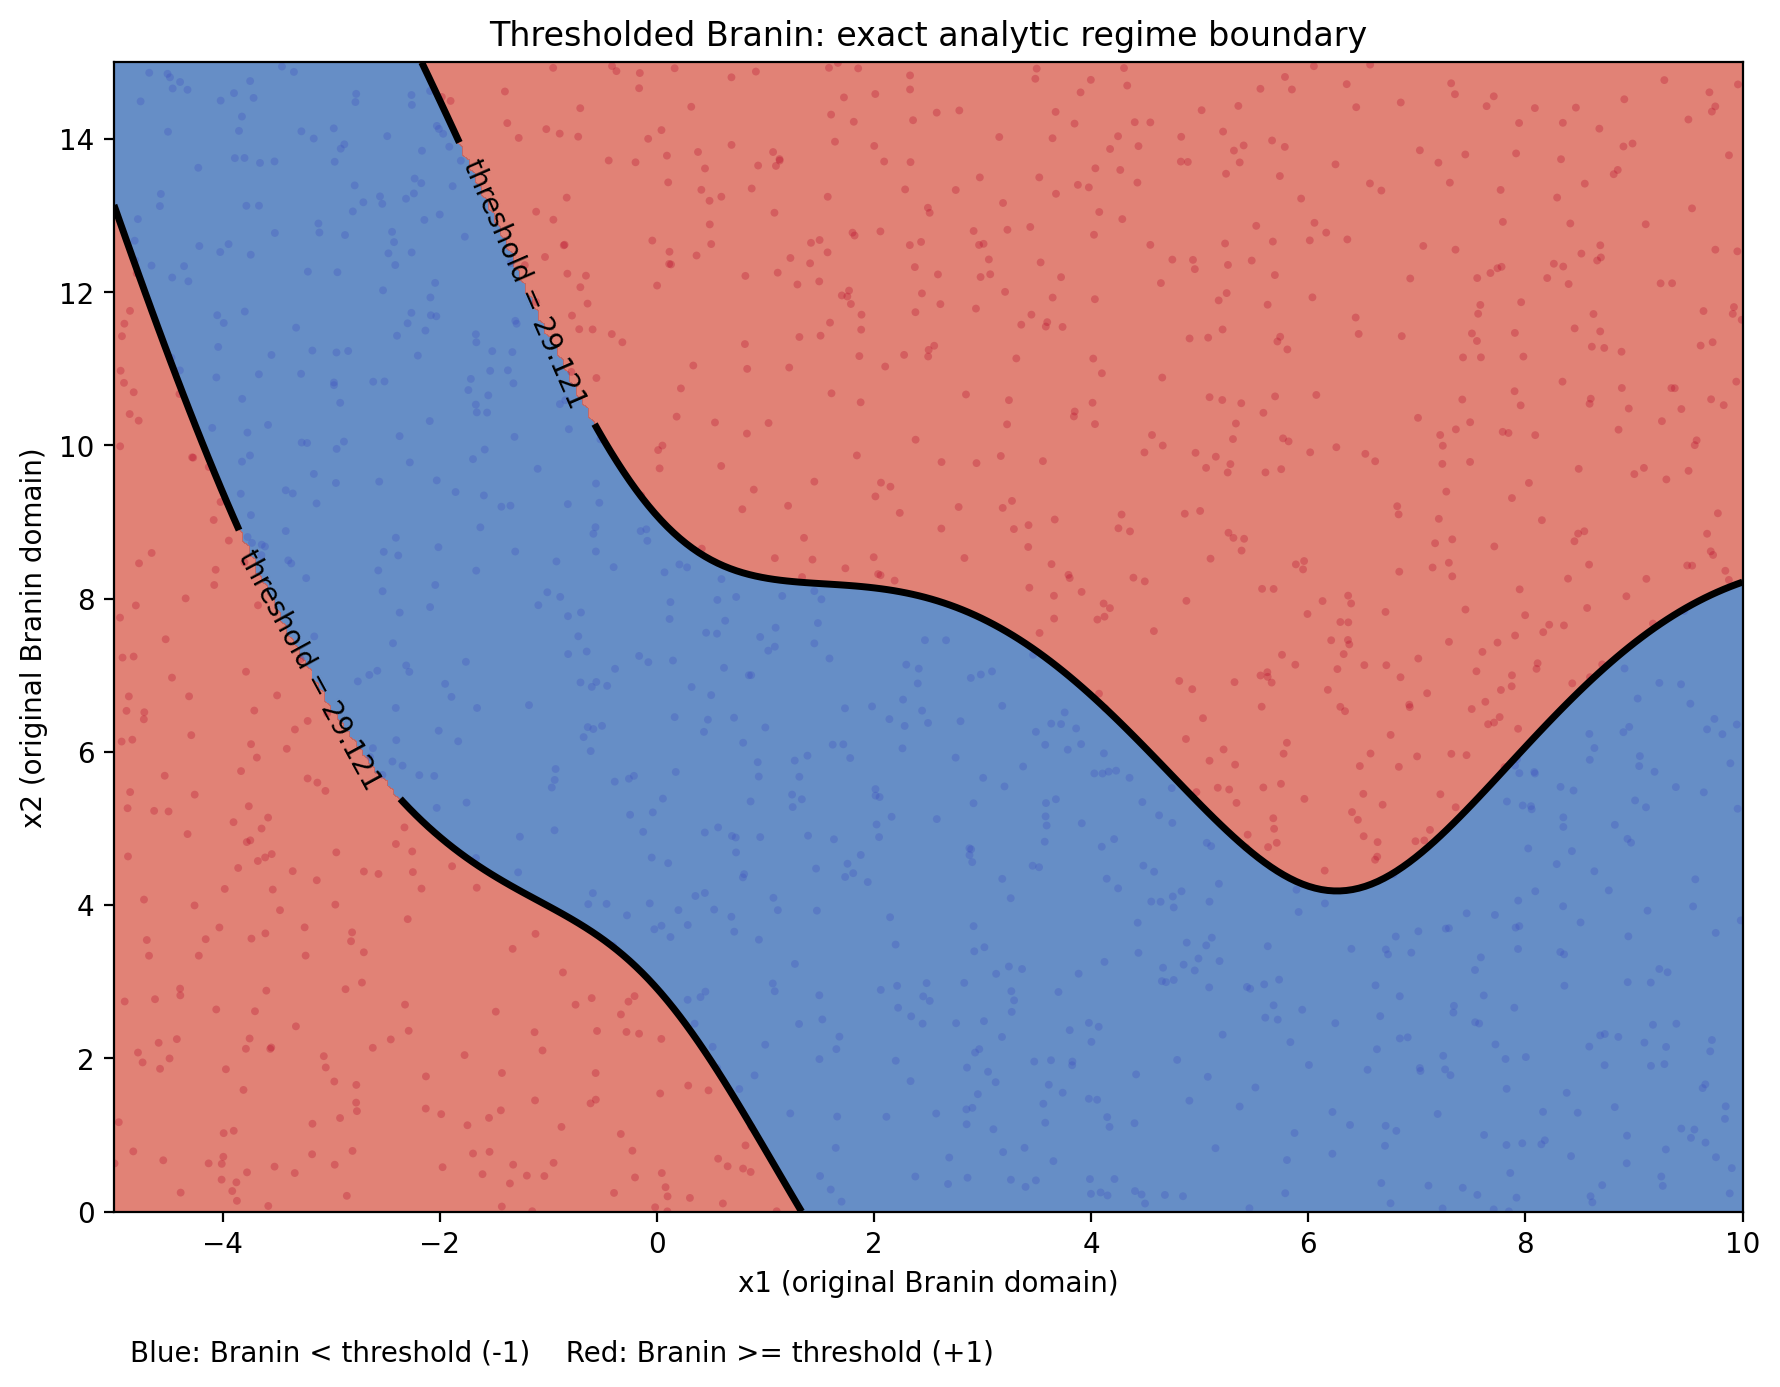 Thresholded Branin: exact analytic regime boundary
14
12
10
8
6
4
2
0
x2 (original Branin domain)
threshold = 29.121
threshold = 29.121
−4 −2 0 2 4 6 8 10
x1 (original Branin domain)
Blue: Branin < threshold (-1)    Red: Branin >= threshold (+1)